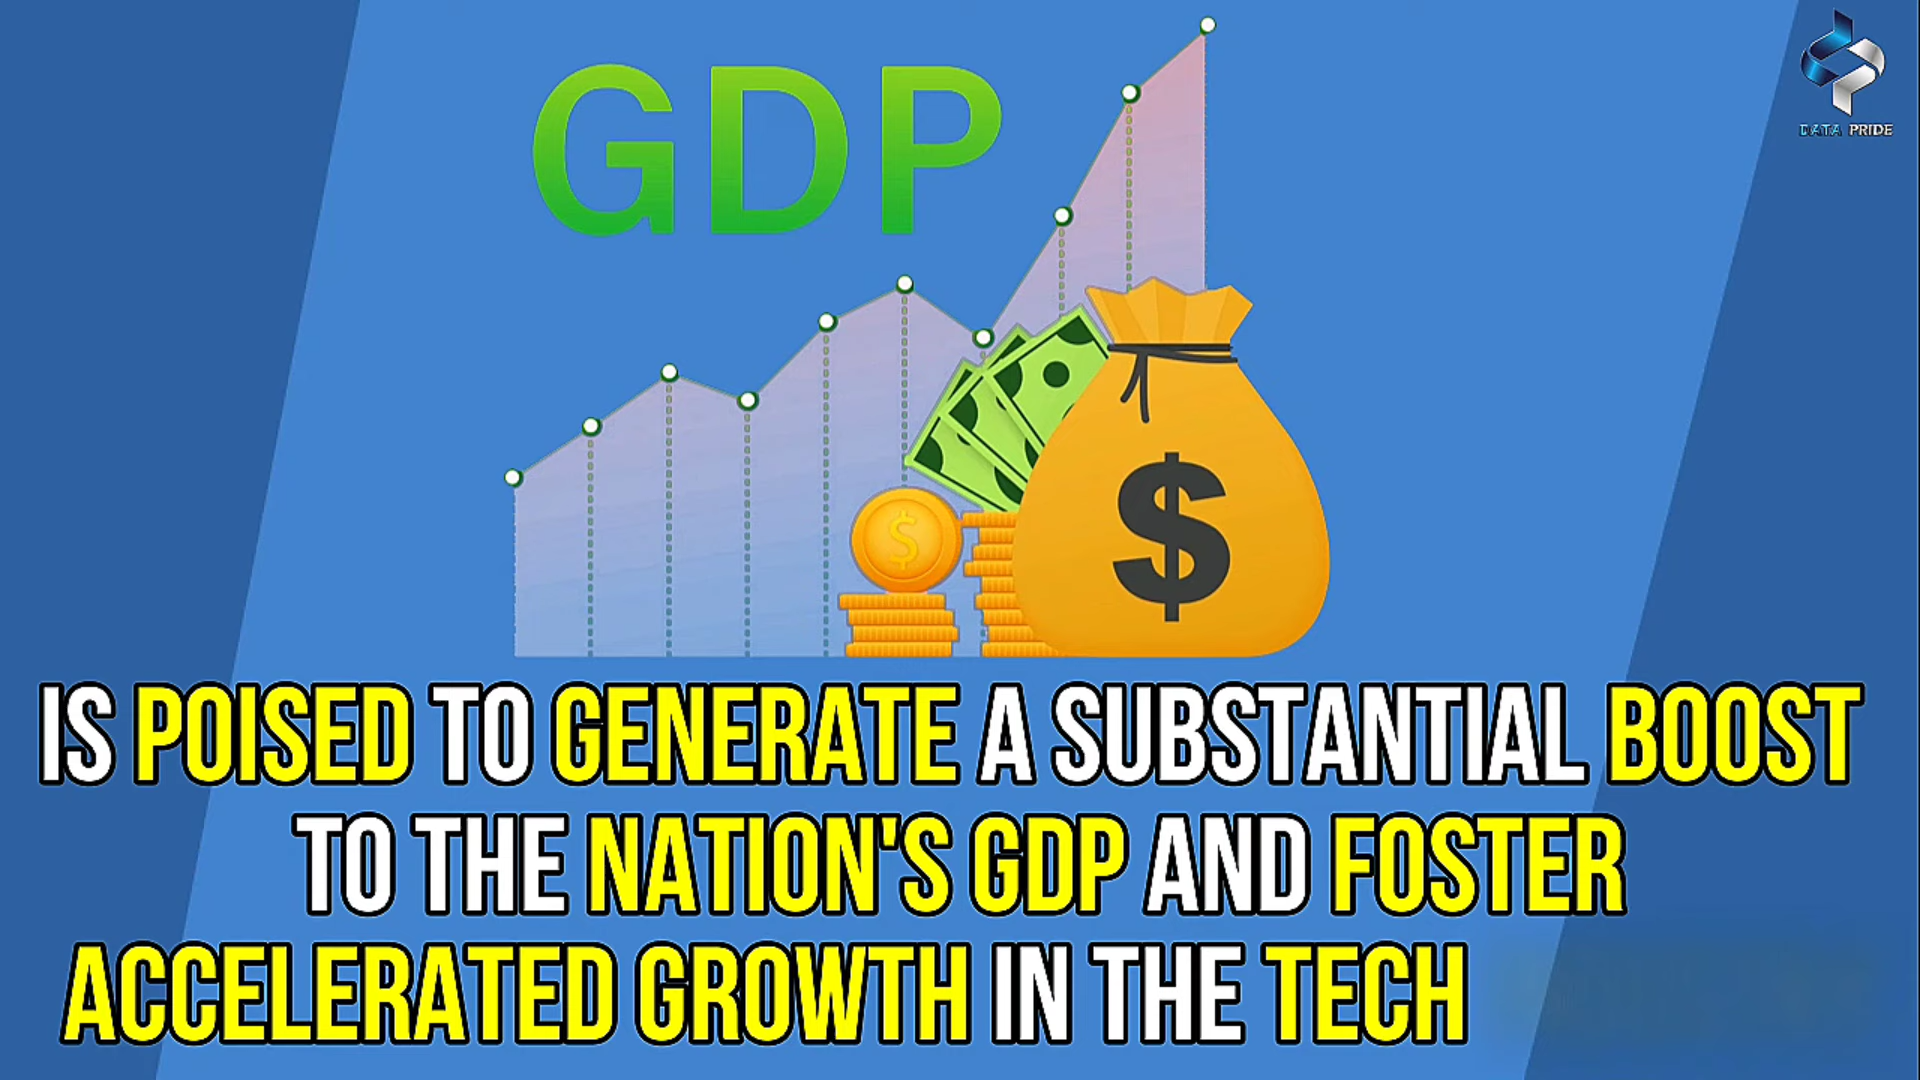 GDP
DATA PRIDE
$
$
IS POISED TO GENERATE A SUBSTANTIAL BOOST
TO THE NATION'S GDP AND FOSTER
ACCELERATED GROWTH IN THE TECH